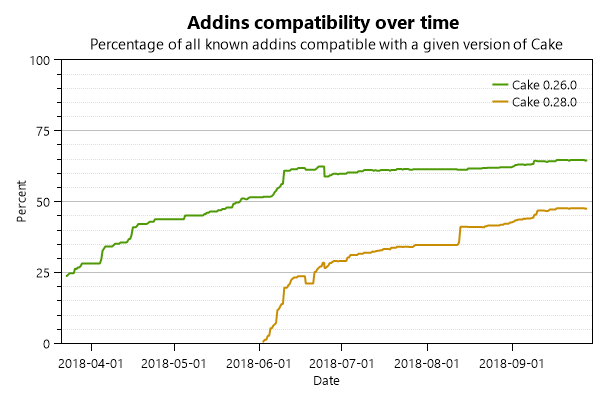 Addins compatibility over time
Percentage of all known addins compatible with a given version of Cake
100
75
50
25
0
Percent
Cake 0.26.0
Cake 0.28.0
2018-04-01 2018-05-01 2018-06-01 2018-07-01 2018-08-01 2018-09-01
Date